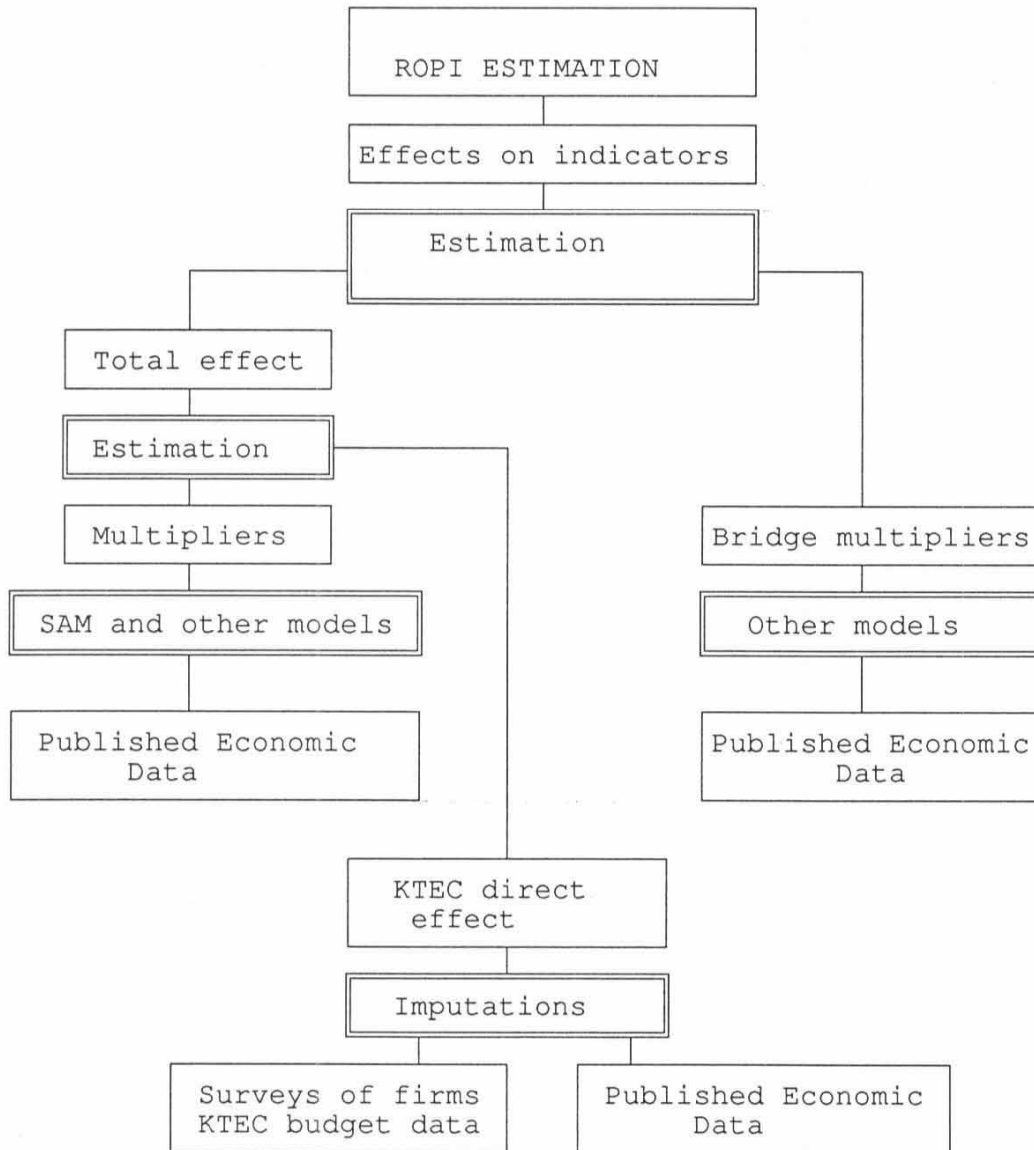 ROPI ESTIMATION
Effects on indicators
Estimation
Total effect
Estimation
Multipliers
SAM and other models
Published Economic
Data
Bridge multipliers
Other models
Published Economic
Data
KTEC direct
effect
Imputations
Surveys of firms
KTEC budget data
Published Economic
Data